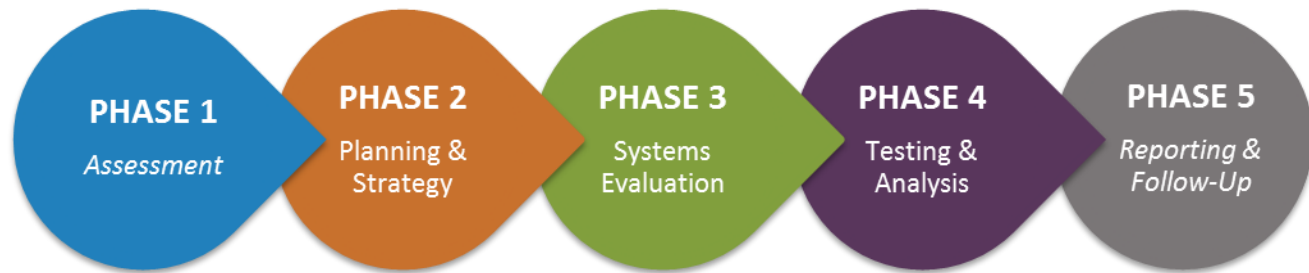 PHASE 1
Assessment
PHASE 2
Planning &
Strategy
PHASE 3
Systems
Evaluation
PHASE 4
Testing &
Analysis
PHASE 5
Reporting &
Follow-Up